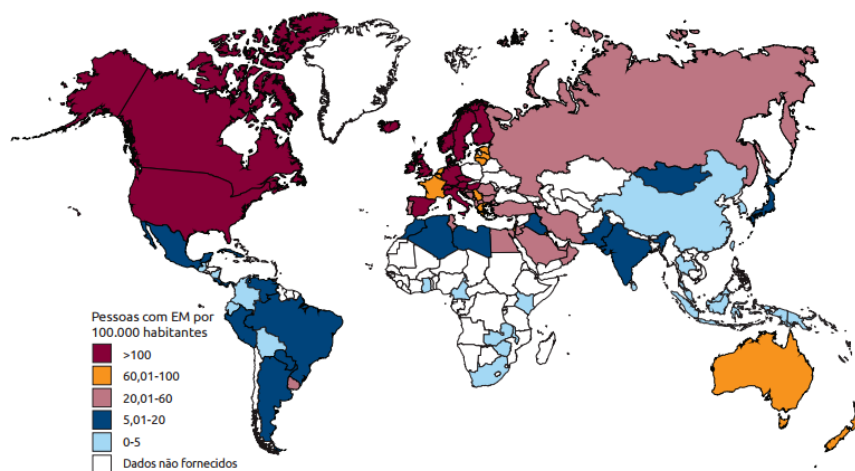 Pessoas com EM por
100.000 habitantes
>100
60,01-100
20,01-60
5,01-20
0-5
Dados não fornecidos